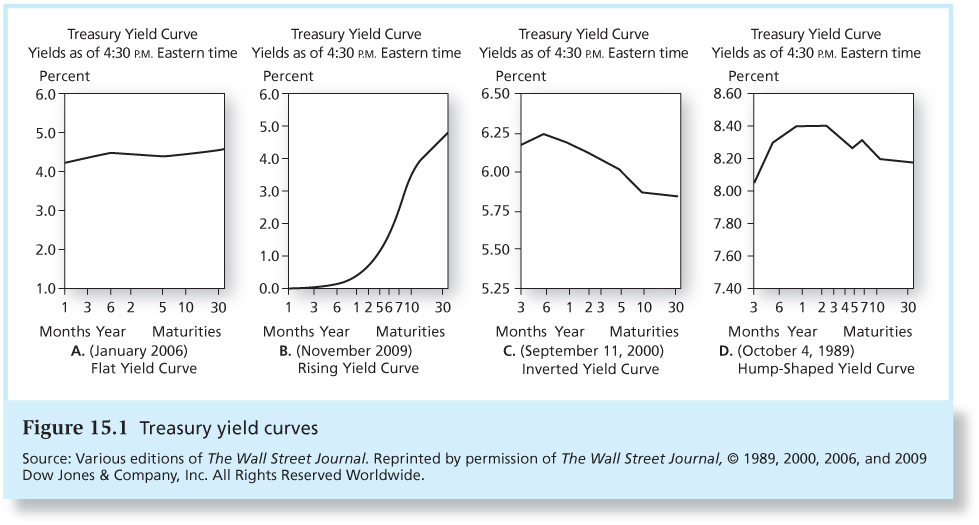 Treasury Yield Curve
Yields as of 4:30 P.M. Eastern time
Percent
6.0
5.0
4.0
3.0
2.0
1.0
1 3 6 2 5 10 30
Months Year Maturities
A. (January 2006)
Flat Yield Curve
Treasury Yield Curve
Yields as of 4:30 P.M. Eastern time
Percent
6.0
5.0
4.0
3.0
2.0
1.0
0.0
1 3 6 1 2 5 6 7 10 30
Months Year Maturities
B. (November 2009)
Rising Yield Curve
Treasury Yield Curve
Yields as of 4:30 P.M. Eastern time
Percent
6.50
6.25
6.00
5.75
5.50
5.25
3 6 1 2 3 5 10 30
Months Year Maturities
C. (September 11, 2000)
Inverted Yield Curve
Treasury Yield Curve
Yields as of 4:30 P.M. Eastern time
Percent
8.60
8.40
8.20
8.00
7.80
7.60
7.40
3 6 1 2 3 4 5 7 10 30
Months Year Maturities
D. (October 4, 1989)
Hump-Shaped Yield Curve
Figure 15.1 Treasury yield curves
Source: Various editions of The Wall Street Journal. Reprinted by permission of The Wall Street Journal, © 1989, 2000, 2006, and 2009
Dow Jones & Company, Inc. All Rights Reserved Worldwide.